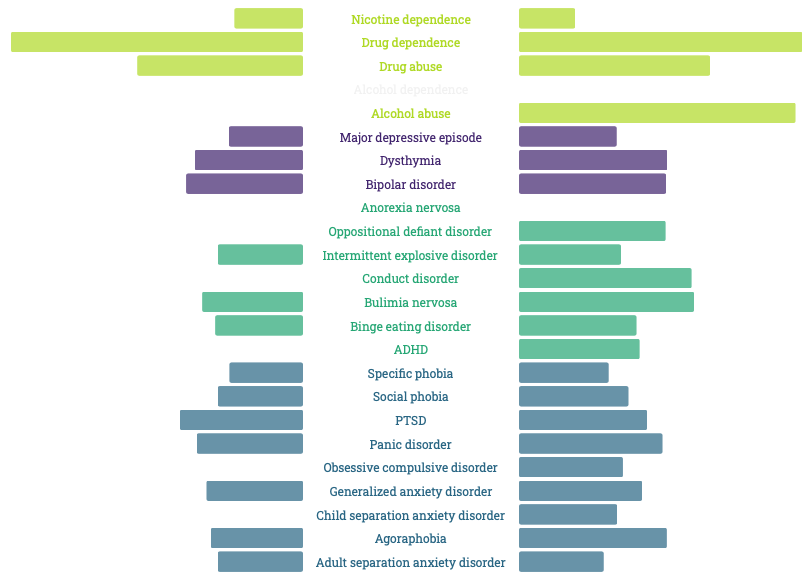 Nicotine dependence
Drug dependence
Drug abuse
Alcohol dependence
Alcohol abuse
Major depressive episode
Dysthymia
Bipolar disorder
Anorexia nervosa
Oppositional defiant disorder
Intermittent explosive disorder
Conduct disorder
Bulimia nervosa
Binge eating disorder
ADHD
Specific phobia
Social phobia
PTSD
Panic disorder
Obsessive compulsive disorder
Generalized anxiety disorder
Child separation anxiety disorder
Agoraphobia
Adult separation anxiety disorder